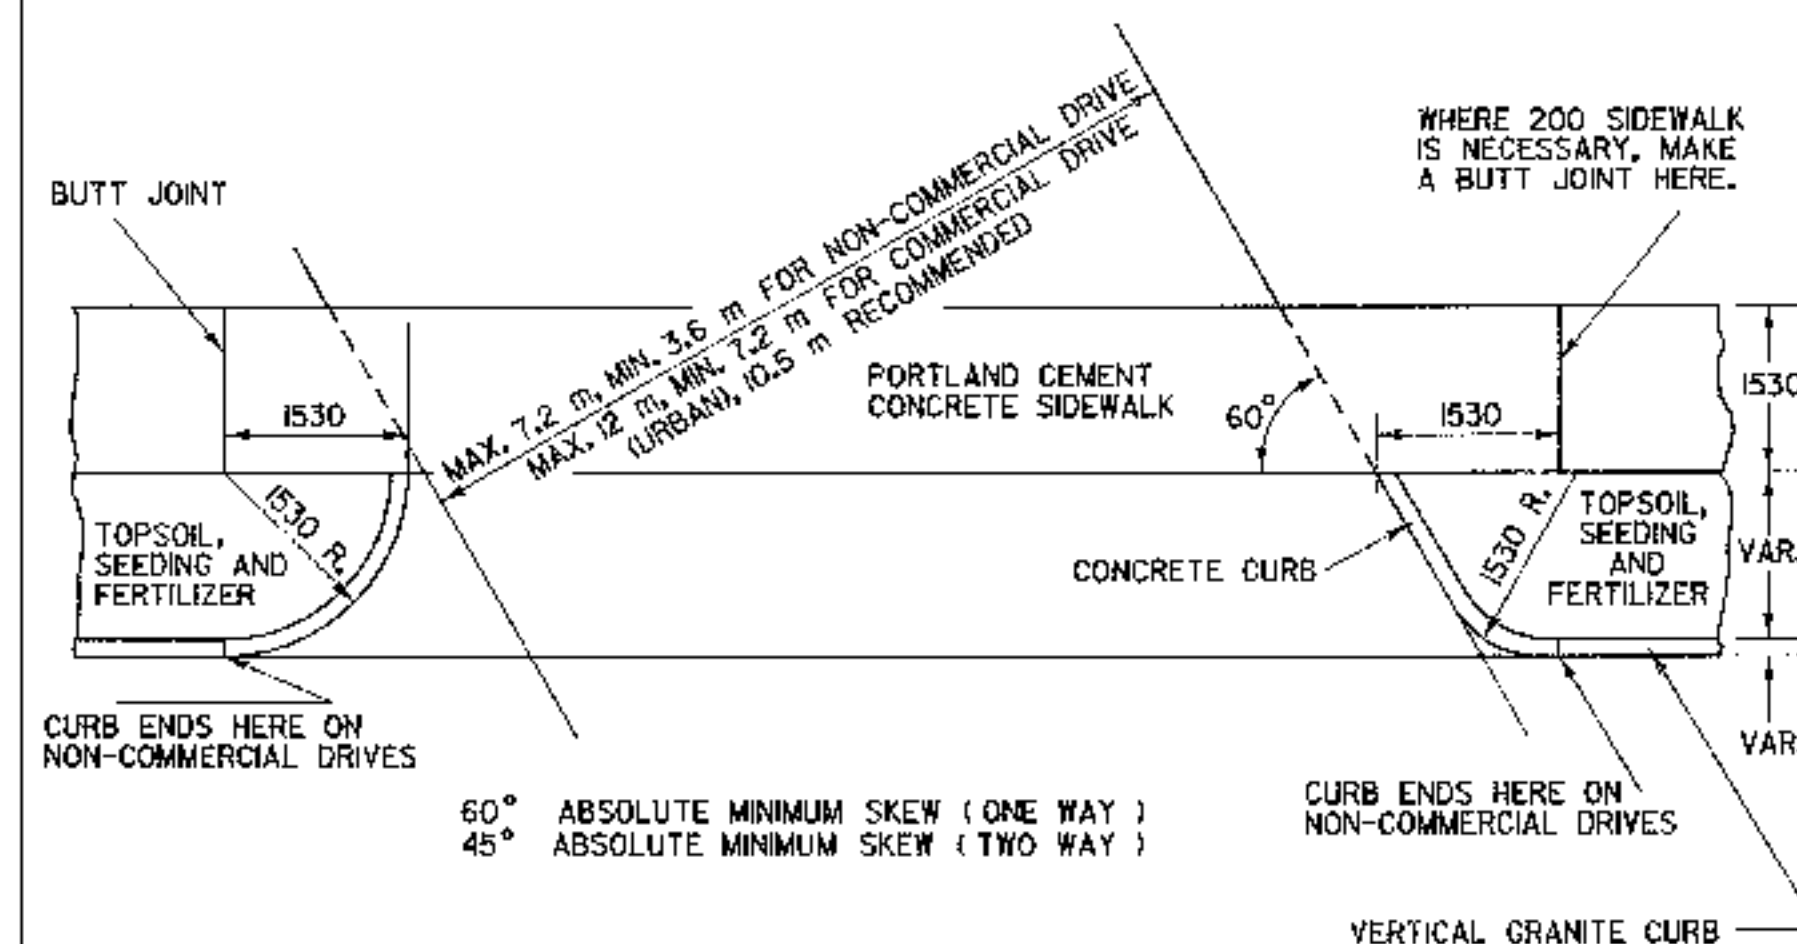 WHERE 200 SIDEWALK
IS NECESSARY, MAKE
A BUTT JOINT HERE.
BUTT JOINT
MAX. 7.2 m, MIN. 3.6 m FOR NON-COMMERCIAL DRIVE
MAX. 12 m, MIN. 7.2 m FOR COMMERCIAL DRIVE
(URBAN), 10.5 m RECOMMENDED
PORTLAND CEMENT
CONCRETE SIDEWALK
60°
1530
1530
1530
1530 R.
1530 R.
TOPSOIL,
SEEDING AND
FERTILIZER
TOPSOIL,
SEEDING
AND
FERTILIZER
VAR.
CONCRETE CURB
CURB ENDS HERE ON
NON-COMMERCIAL DRIVES
VAR
60° ABSOLUTE MINIMUM SKEW ( ONE WAY )
45° ABSOLUTE MINIMUM SKEW ( TWO WAY )
CURB ENDS HERE ON
NON-COMMERCIAL DRIVES
VERTICAL GRANITE CURB